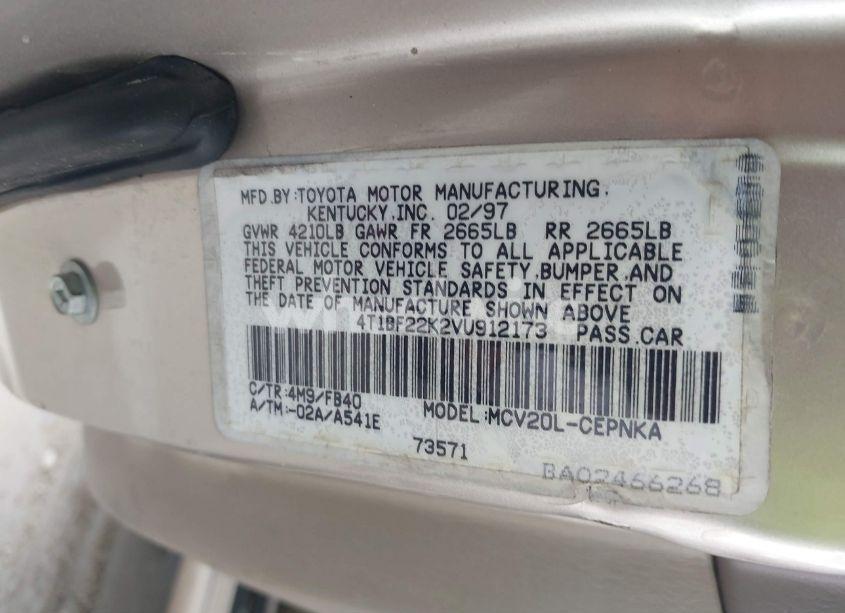 MFD.BY:TOYOTA MOTOR MANUFACTURING.
KENTUCKY,INC. 02/97
GVWR 4210LB GAWR FR 2665LB RR 2665LB
THIS VEHICLE CONFORMS TO ALL APPLICABLE
FEDERAL MOTOR VEHICLE SAFETY,BUMPER,AND
THEFT PREVENTION STANDARDS IN EFFECT ON
THE DATE OF MANUFACTURE SHOWN ABOVE
4T1BF22K2VU912173 PASS.CAR
C/TR:4M9/FB40
A/TM:-02A/A541E MODEL:MCV20L-CEPNKA
73571
BA02466268